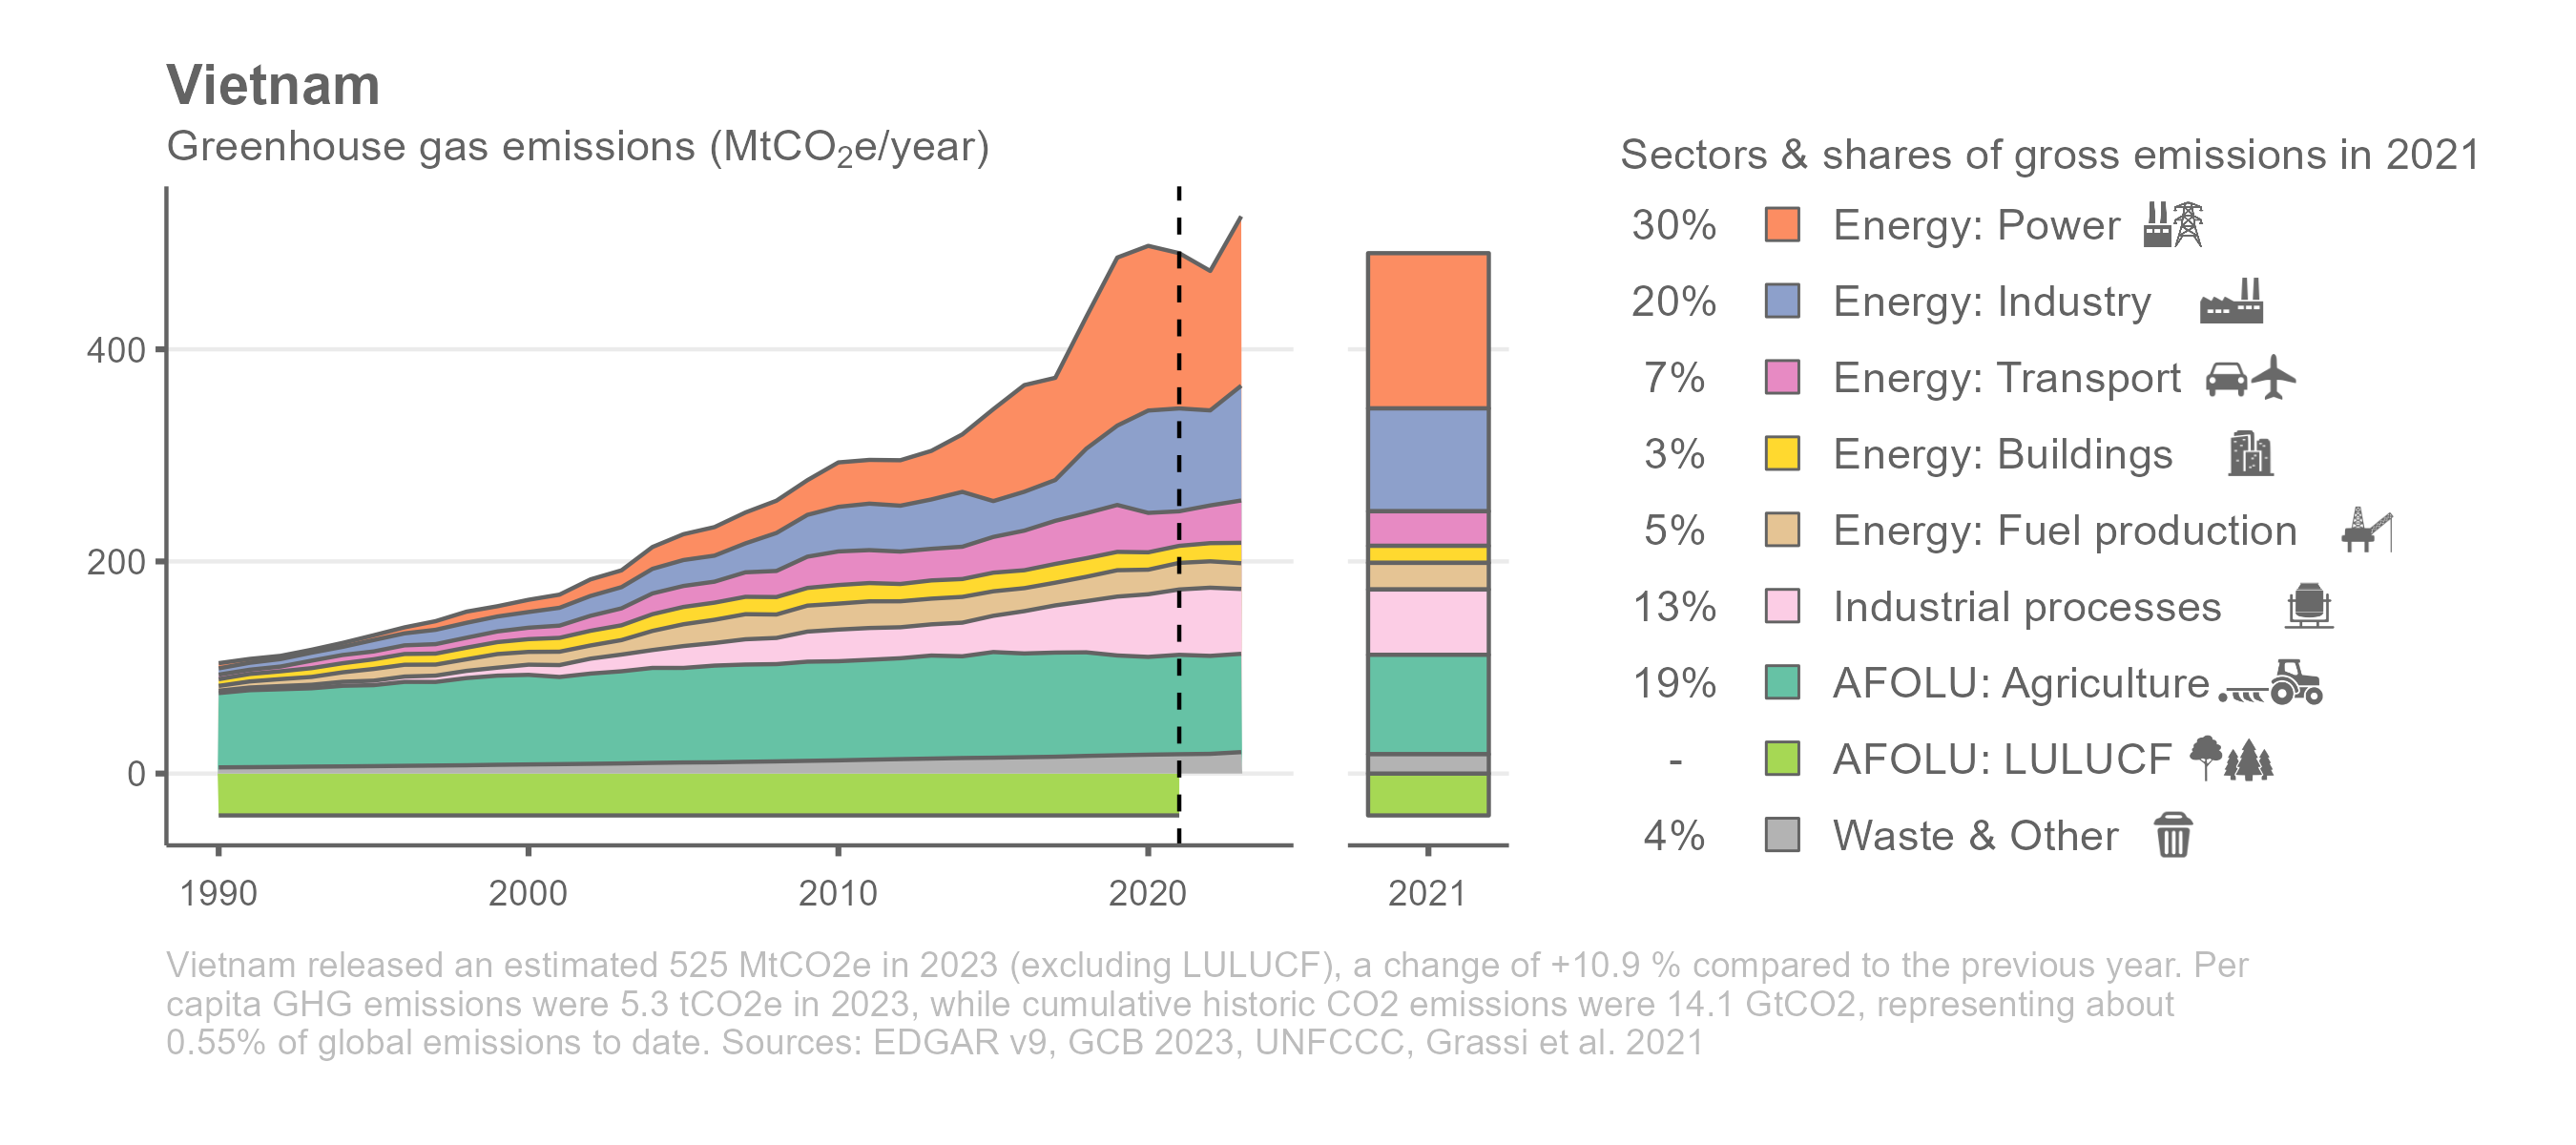 Vietnam
Greenhouse gas emissions (MtCO₂e/year)
Sectors & shares of gross emissions in 2021
30% Energy: Power
20% Energy: Industry
7% Energy: Transport
3% Energy: Buildings
5% Energy: Fuel production
13% Industrial processes
19% AFOLU: Agriculture
- AFOLU: LULUCF
4% Waste & Other
400
200
0
1990 2000 2010 2020 2021
Vietnam released an estimated 525 MtCO2e in 2023 (excluding LULUCF), a change of +10.9 % compared to the previous year. Per
capita GHG emissions were 5.3 tCO2e in 2023, while cumulative historic CO2 emissions were 14.1 GtCO2, representing about
0.55% of global emissions to date. Sources: EDGAR v9, GCB 2023, UNFCCC, Grassi et al. 2021